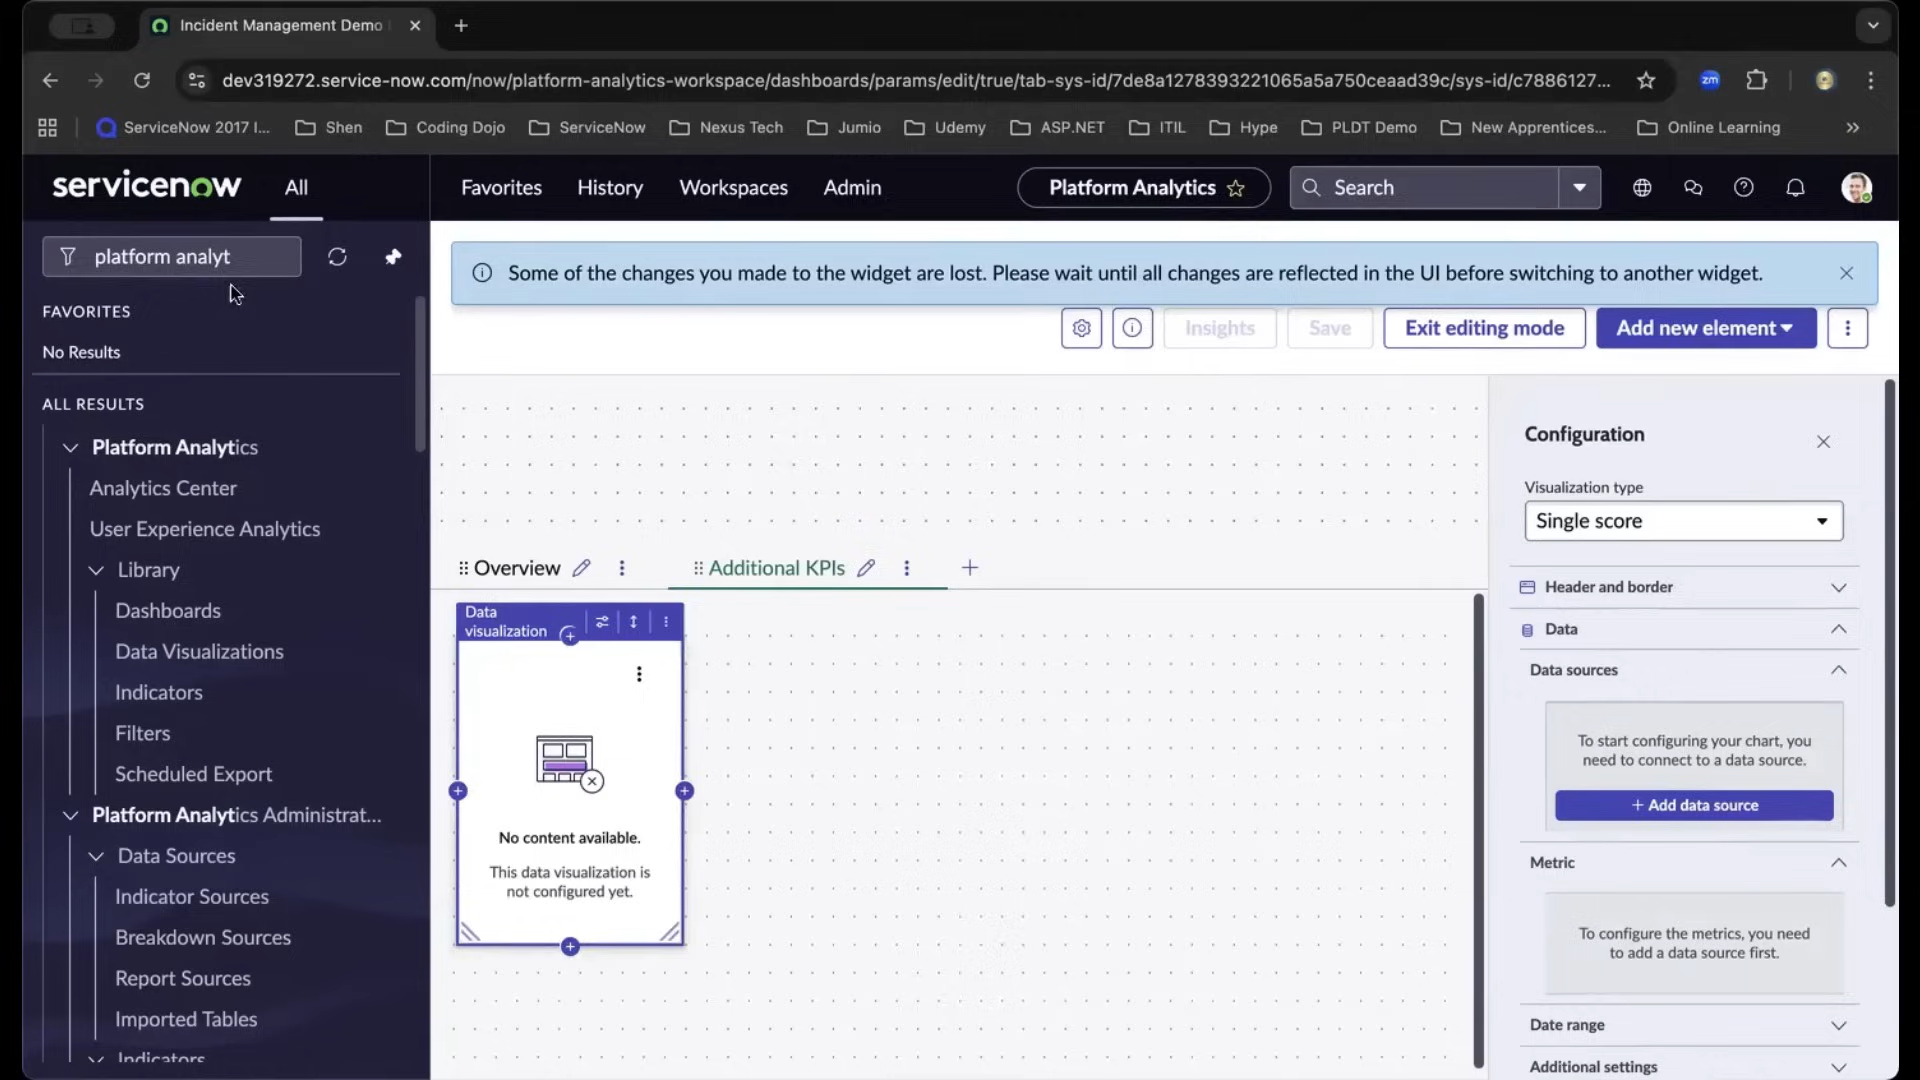 Incident Management Demo
dev319272.service-now.com/now/platform-analytics-workspace/dashboards/params/edit/true/tab-sys-id/7de8a1278393221065a5a750ceaad39c/sys-id/c7886127...
zm
ServiceNow 2017 I...
Shen
Coding Dojo
ServiceNow
Nexus Tech
Jumio
Udemy
ASP.NET
ITIL
Hype
PLDT Demo
New Apprentices...
Online Learning
servicenow
All
Favorites
History
Workspaces
Admin
Platform Analytics
Search
platform analyt
FAVORITES
No Results
ALL RESULTS
Platform Analytics
Analytics Center
User Experience Analytics
Library
Dashboards
Data Visualizations
Indicators
Filters
Scheduled Export
Platform Analytics Administrat...
Data Sources
Indicator Sources
Breakdown Sources
Report Sources
Imported Tables
Indicators
Some of the changes you made to the widget are lost. Please wait until all changes are reflected in the UI before switching to another widget.
Insights
Save
Exit editing mode
Add new element
Overview
Additional KPIs
Data
visualization
No content available.
This data visualization is
not configured yet.
Configuration
Visualization type
Single score
Header and border
Data
Data sources
To start configuring your chart, you
need to connect to a data source.
+ Add data source
Metric
To configure the metrics, you need
to add a data source first.
Date range
Additional settings